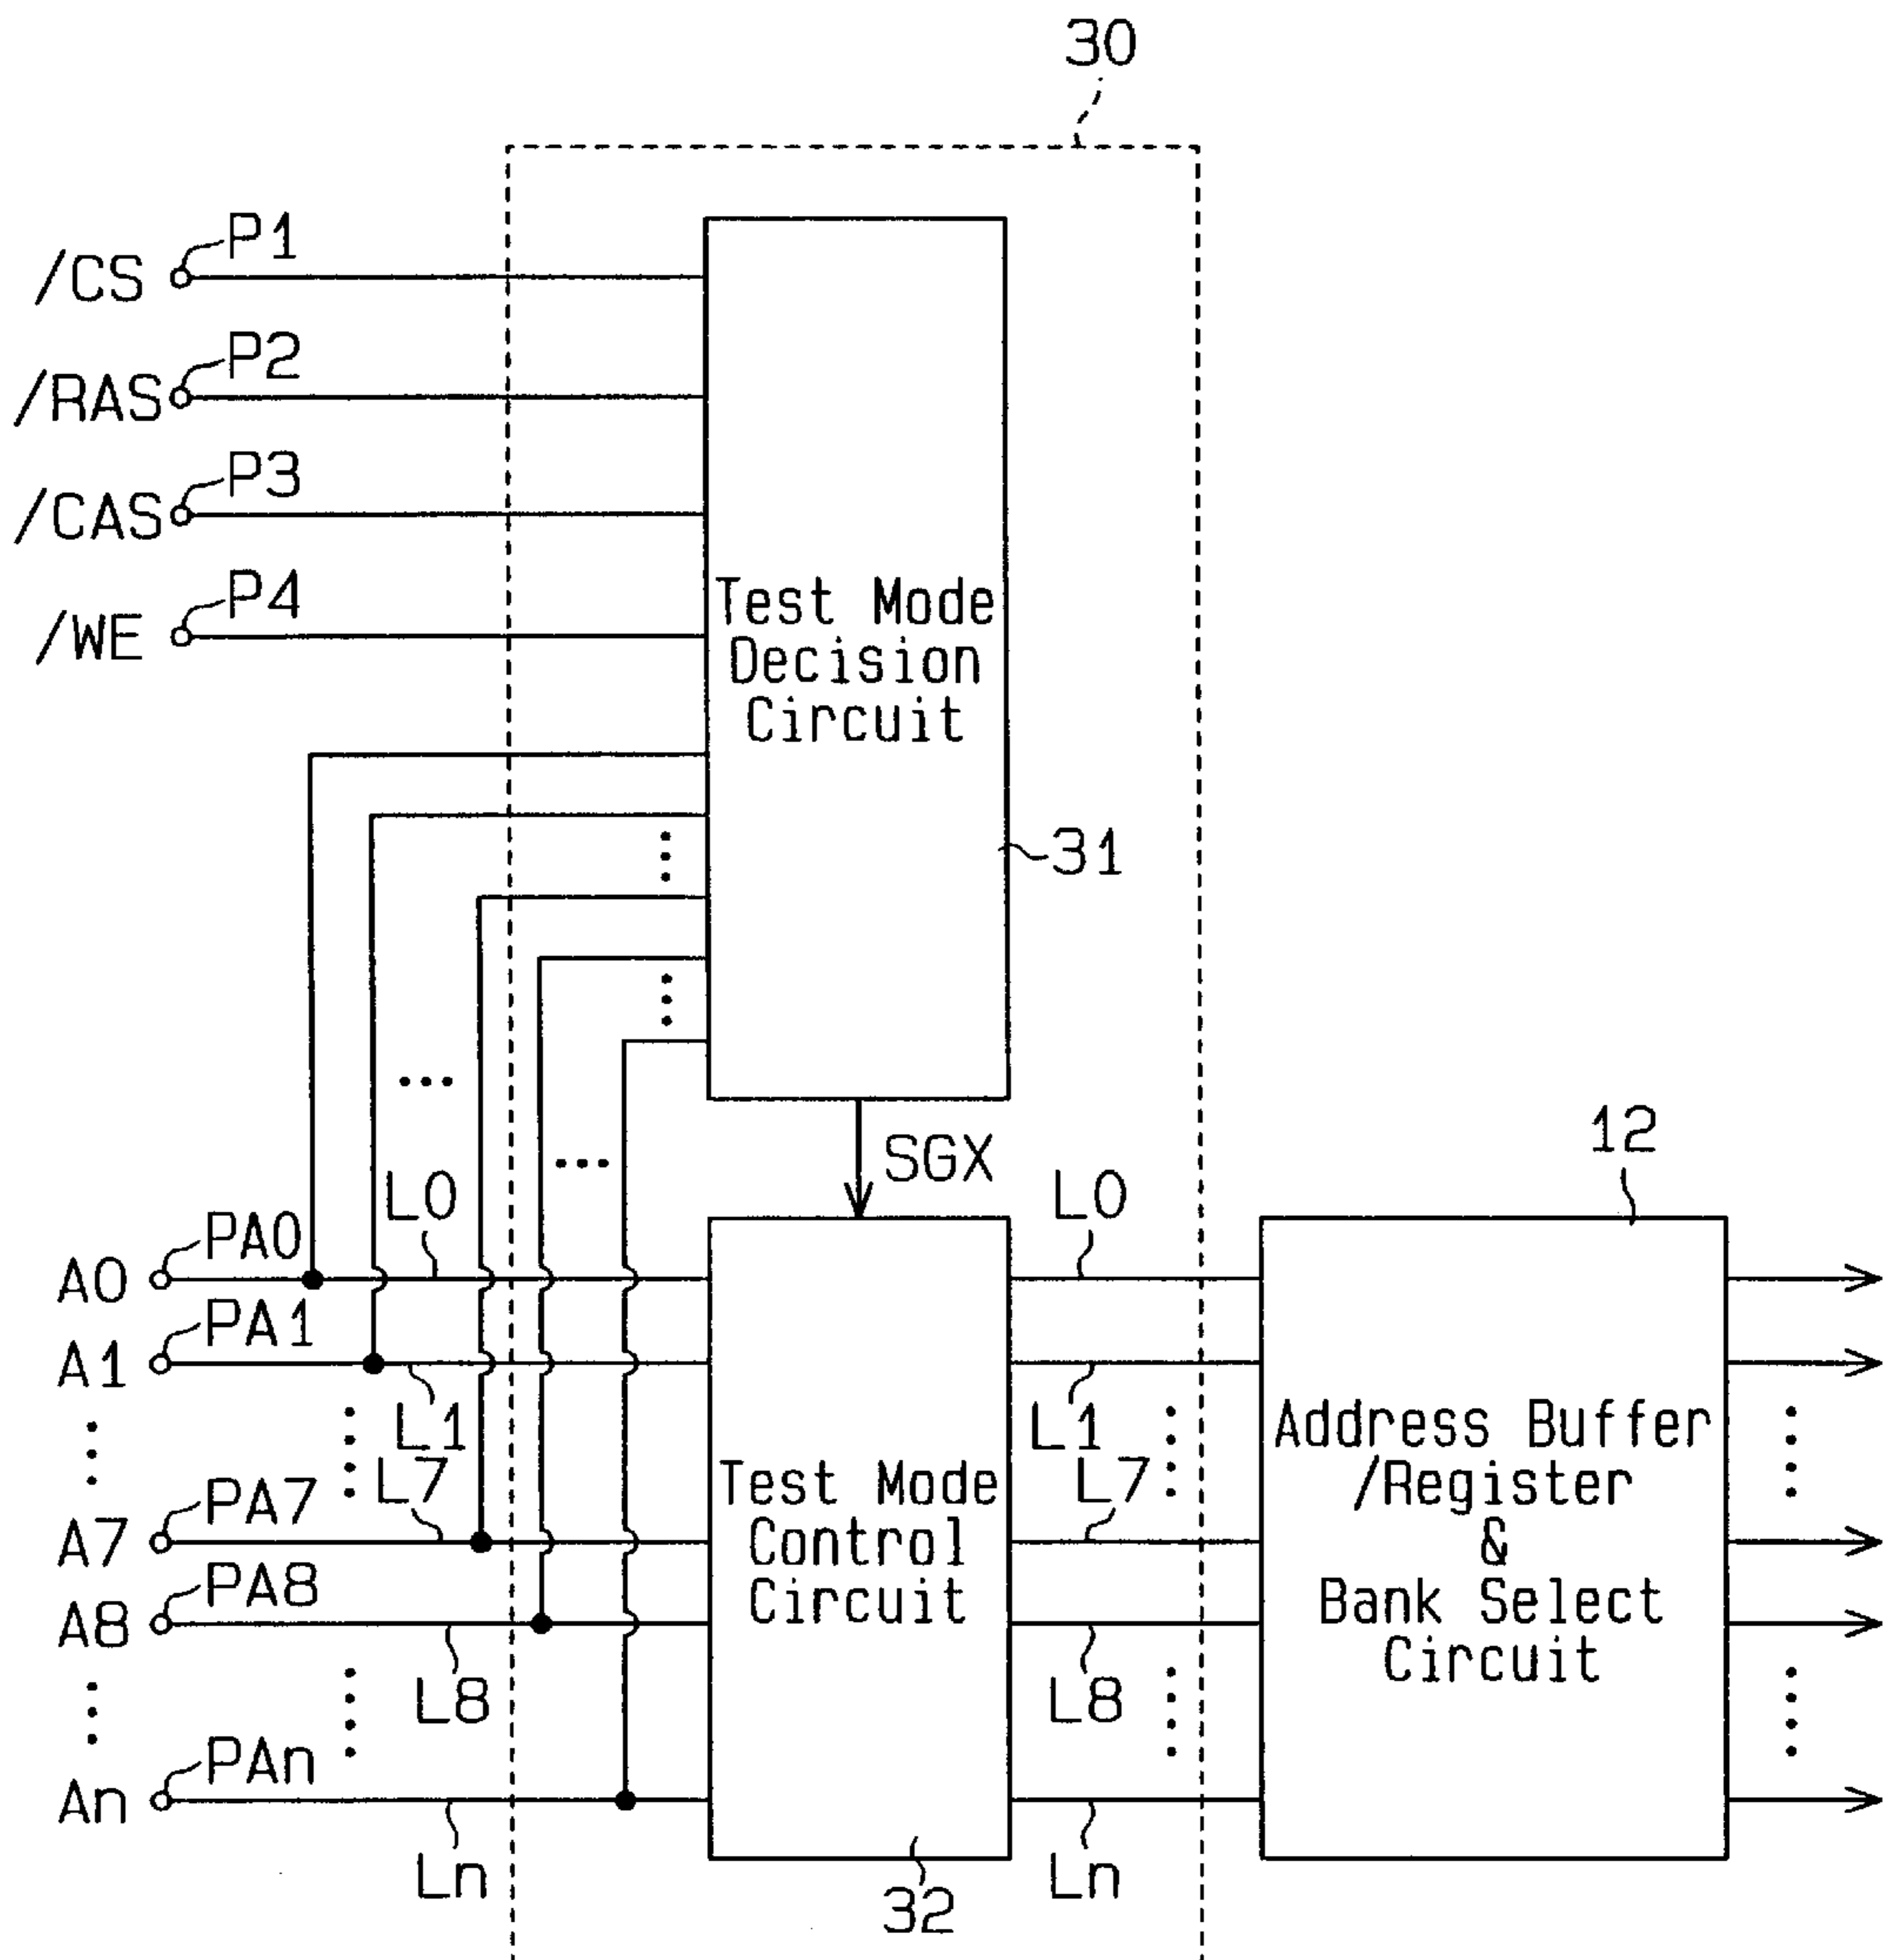 30
/CS P1
/RAS P2
/CAS P3
/WE P4
Test Mode
Decision
Circuit
31
SGX
12
L0
L0
A0 PA0
A1 PA1
L1
L1
L7
L7
A7 PA7
A8 PA8
L8
L8
An PAn
Ln
Ln
Test Mode
Control
Circuit
32
Address Buffer
/Register
&
Bank Select
Circuit